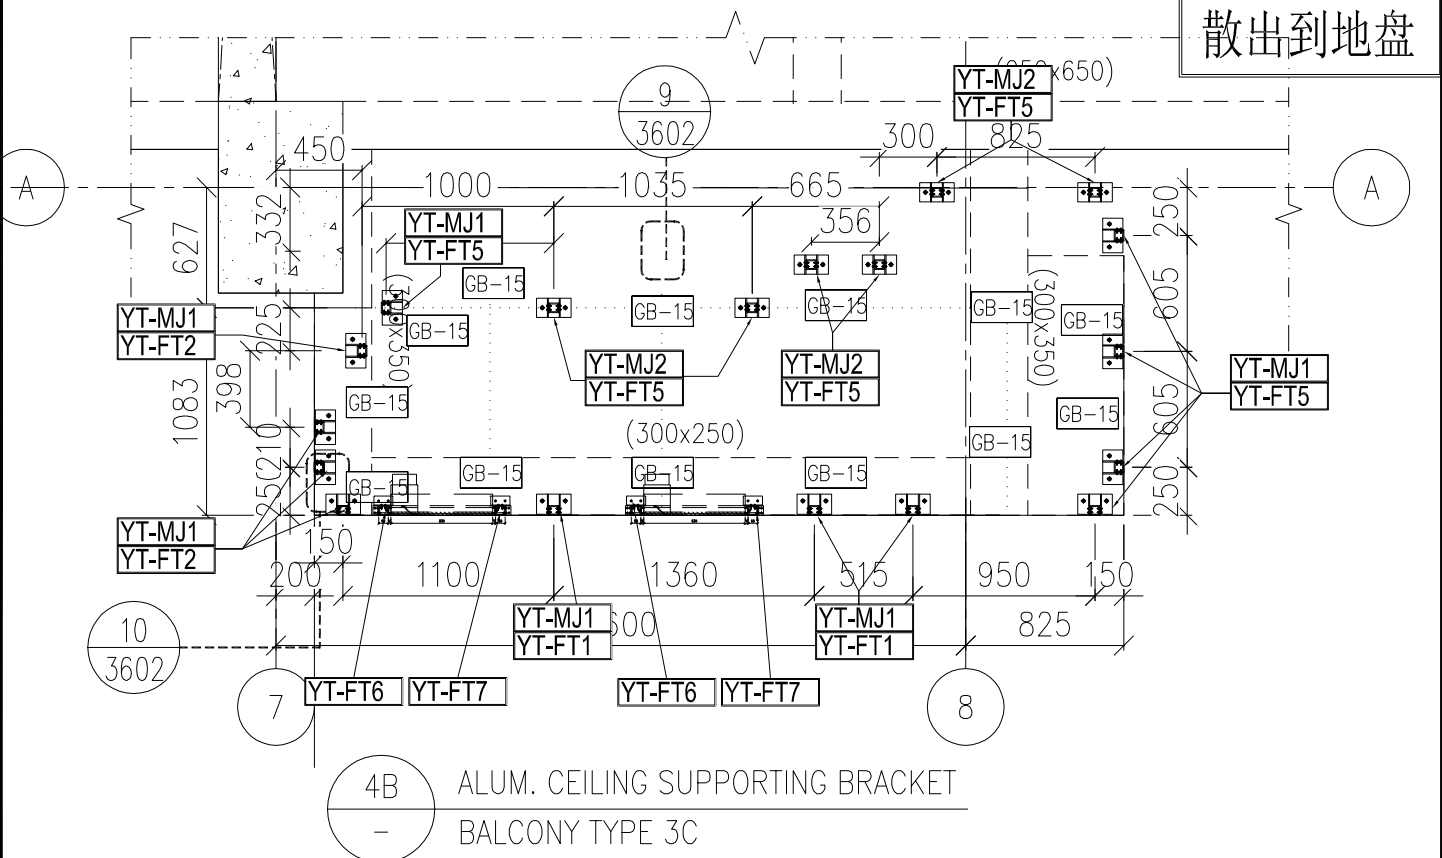 散出到地盘
(250x650)
YT-MJ2
YT-FT5
9
3602
300
825
450
A
A
1000
1035
665
332
627
250
YT-MJ1
YT-FT5
356
GB-15
GB-15
GB-15
GB-15
GB-15
GB-15
(300x350)
(300x350)
605
225
YT-MJ1
YT-FT2
YT-MJ2
YT-FT5
YT-MJ2
YT-FT5
YT-MJ1
YT-FT5
398
1083
GB-15
GB-15
605
(300x250)
GB-15
210
GB-15
GB-15
GB-15
GB-15
250
250
YT-MJ1
YT-FT2
150
200
1100
1360
515
950
150
YT-MJ1
YT-FT1
600
YT-MJ1
YT-FT1
825
10
3602
7
YT-FT6
YT-FT7
YT-FT6
YT-FT7
8
4B
ALUM. CEILING SUPPORTING BRACKET
-
BALCONY TYPE 3C